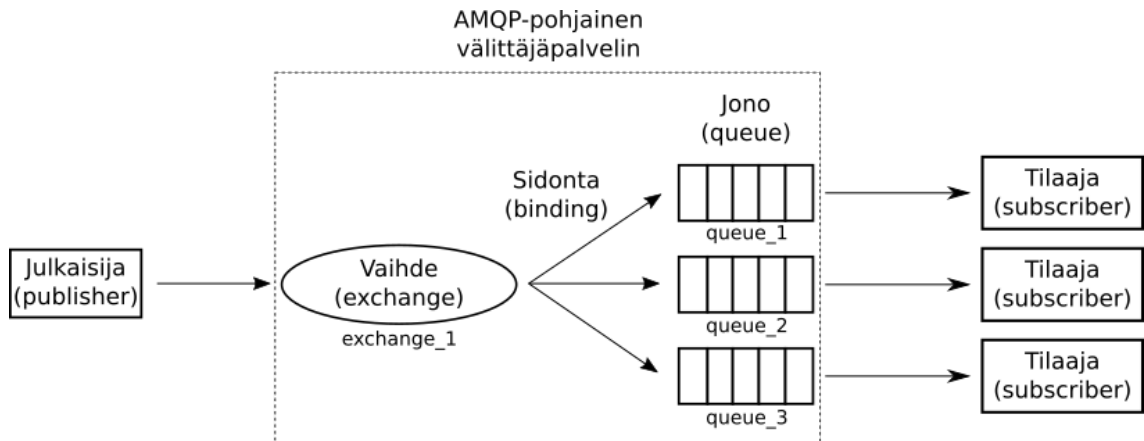 AMQP-pohjainen
välittäjäpalvelin
Jono
(queue)
Sidonta
(binding)
queue_1
Tilaaja
(subscriber)
Julkaisija
(publisher)
Vaihde
(exchange)
exchange_1
queue_2
Tilaaja
(subscriber)
queue_3
Tilaaja
(subscriber)